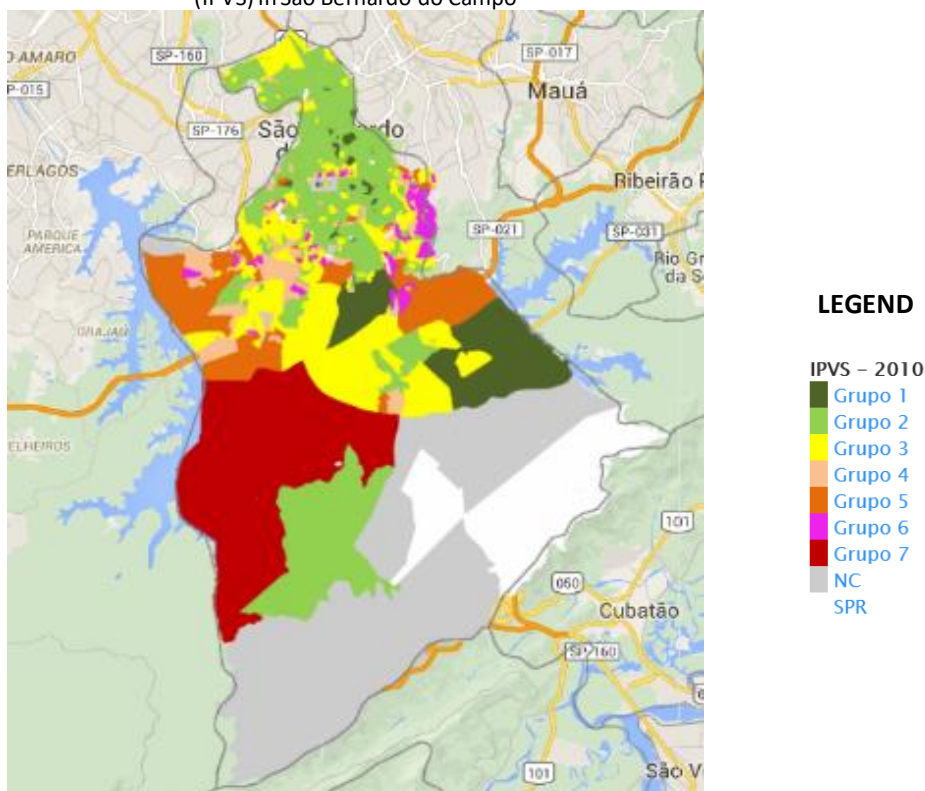 (IPVS) in São Bernardo do Campo
SP-160
SP-017
AMARO
P-015
Mauá
SP-176
São
rdo
d
ERLAGOS
Ribeirão
SP-021
SP-031
PARQUE
AMERICA
Rio Gr
da S
GRAJAÚ
ELHEIROS
101
060
Cubatão
SP-160
101
São V
LEGEND
IPVS - 2010
Grupo 1
Grupo 2
Grupo 3
Grupo 4
Grupo 5
Grupo 6
Grupo 7
NC
SPR